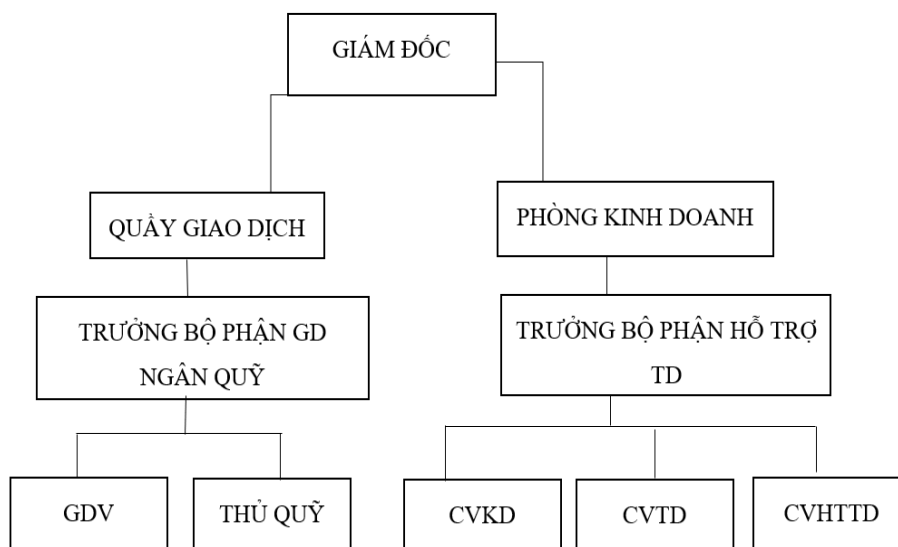 GIÁM ĐỐC
QUẦY GIAO DỊCH
PHÒNG KINH DOANH
TRƯỞNG BỘ PHẬN GD
NGÂN QUỸ
TRƯỞNG BỘ PHẬN HỖ TRỢ
TD
GDV
THỦ QUỸ
CVKD
CVTD
CVHTTD